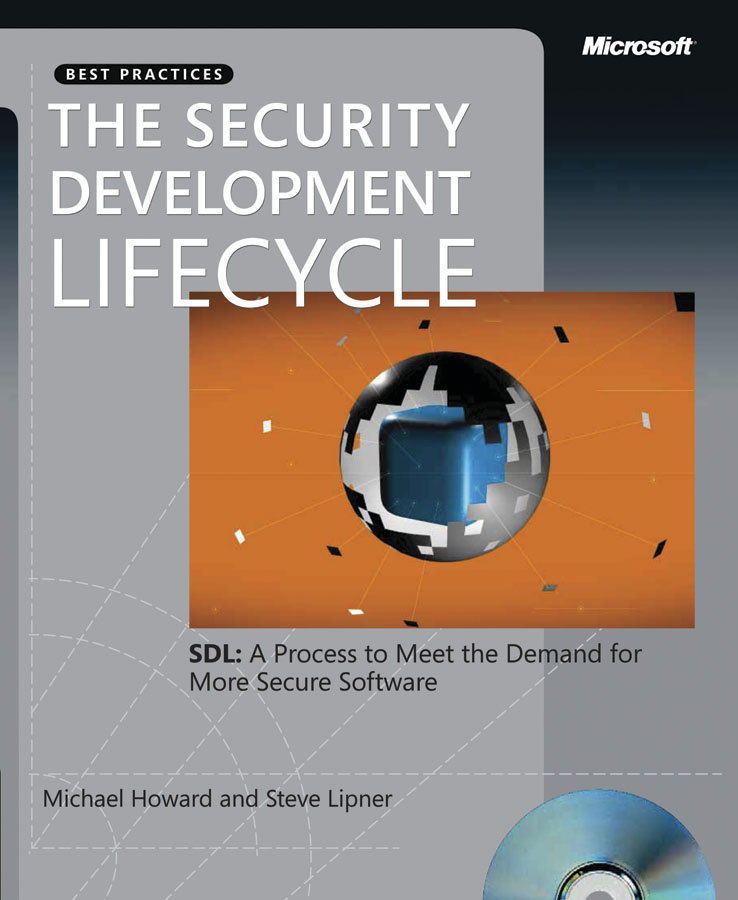 Microsoft
BEST PRACTICES
THE SECURITY
DEVELOPMENT
LIFECYCLE
SDL: A Process to Meet the Demand for
More Secure Software
Michael Howard and Steve Lipner